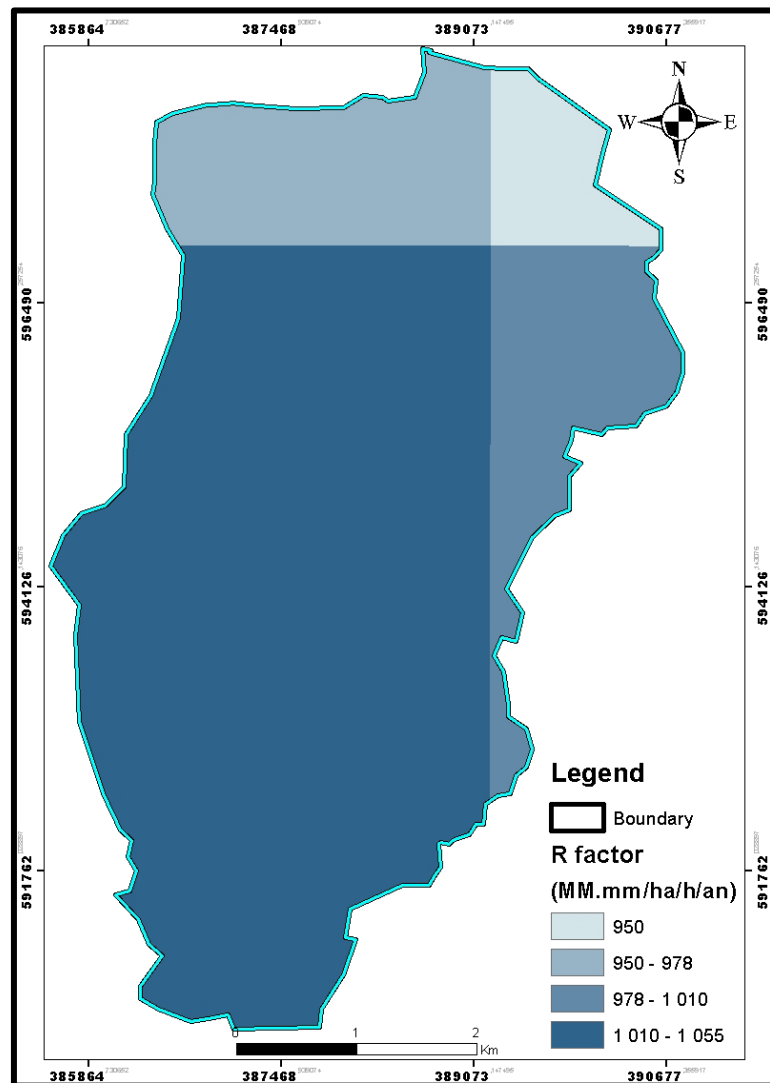 385864 387468 389073 390677
N
W E
S
596490 596490
594126 594126
591762 591762
Legend
Boundary
R factor
(MM.mm/ha/h/an)
950
950 - 978
978 - 1 010
1 010 - 1 055
0 1 2
Km
385864 387468 389073 390677